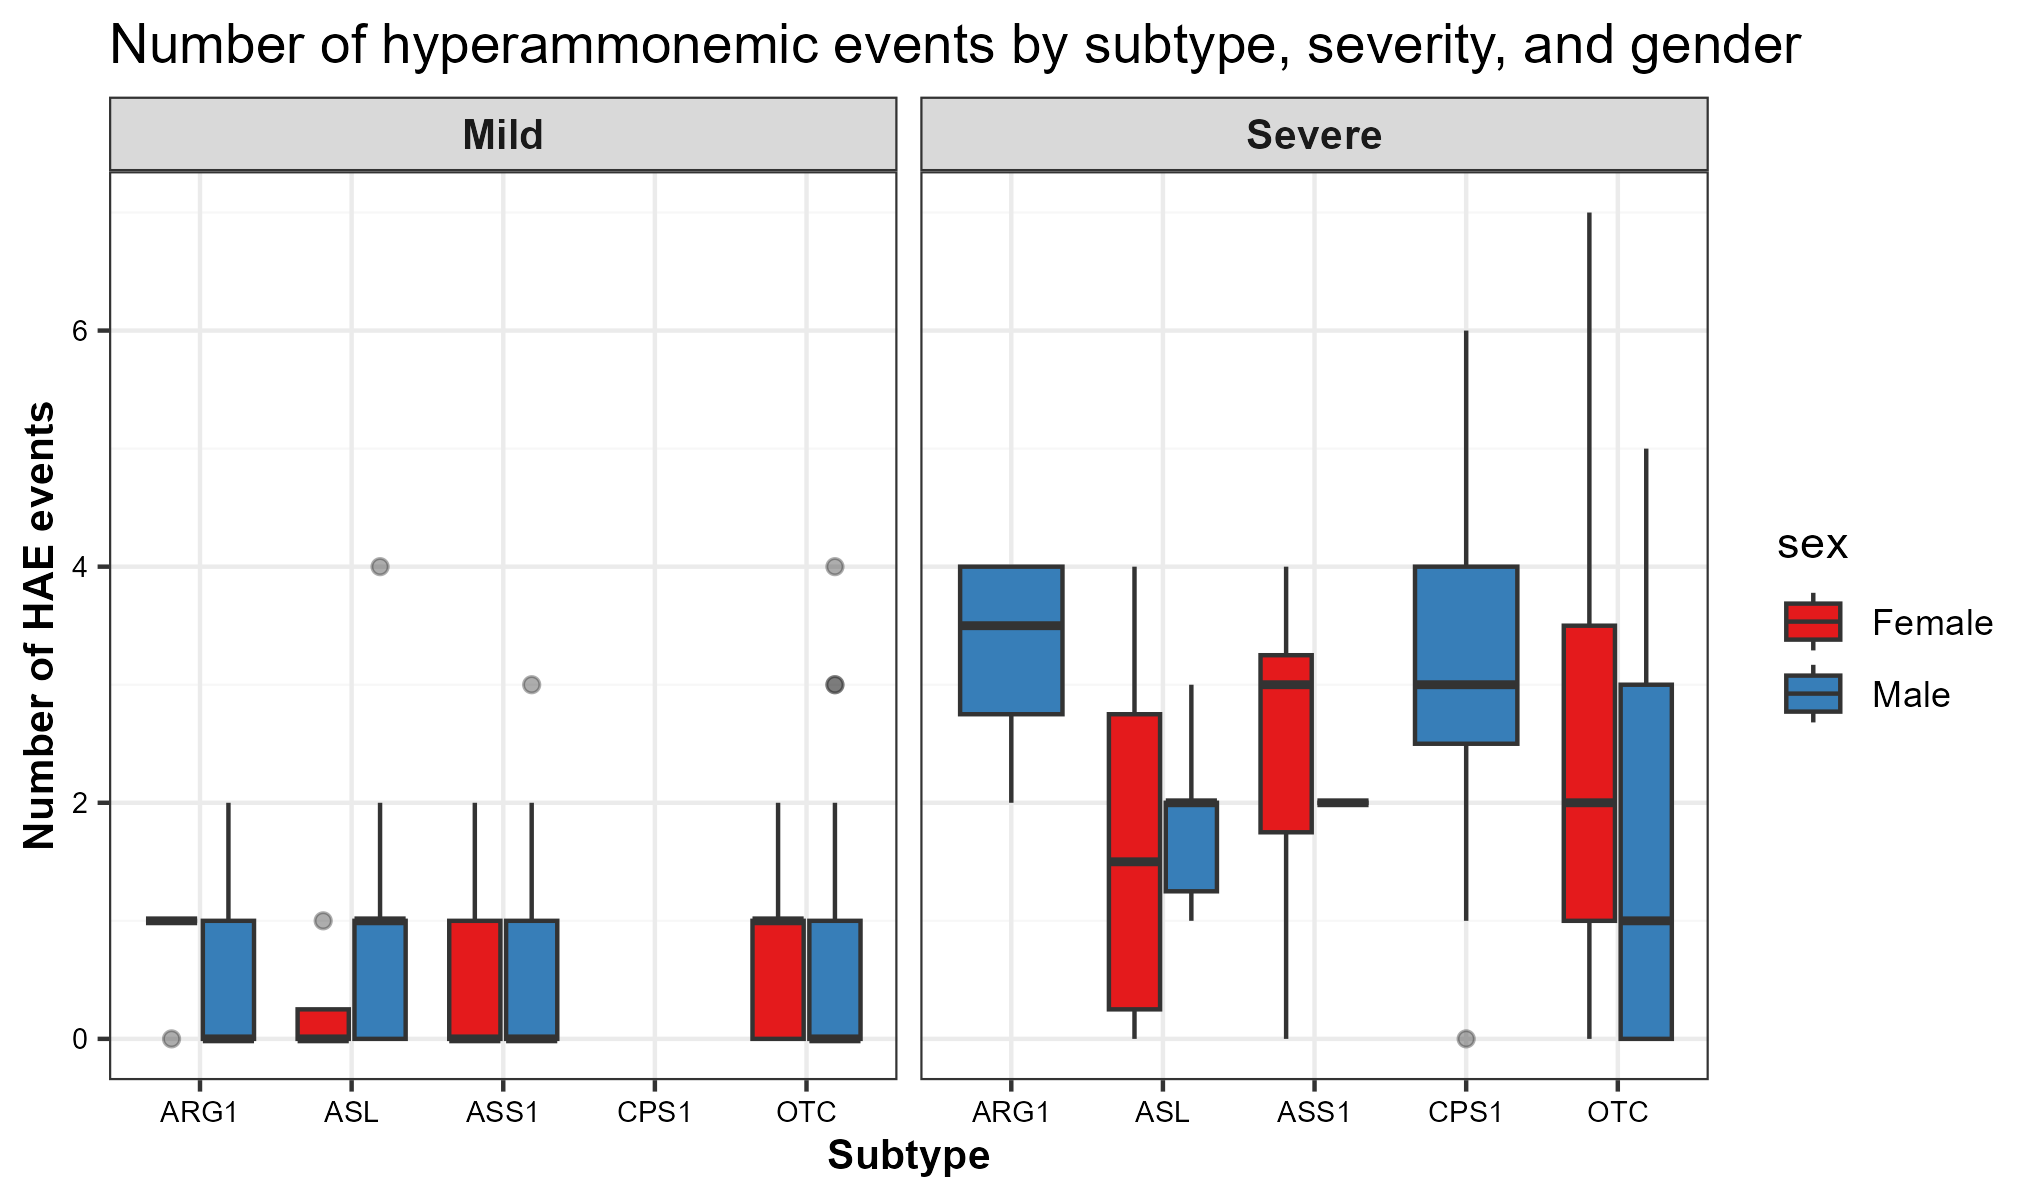 Number of hyperammonemic events by subtype, severity, and gender
Mild
Severe
Number of HAE events
6
4
2
0
ARG1
ASL
ASS1
CPS1
OTC
ARG1
ASL
ASS1
CPS1
OTC
Subtype
sex
Female
Male